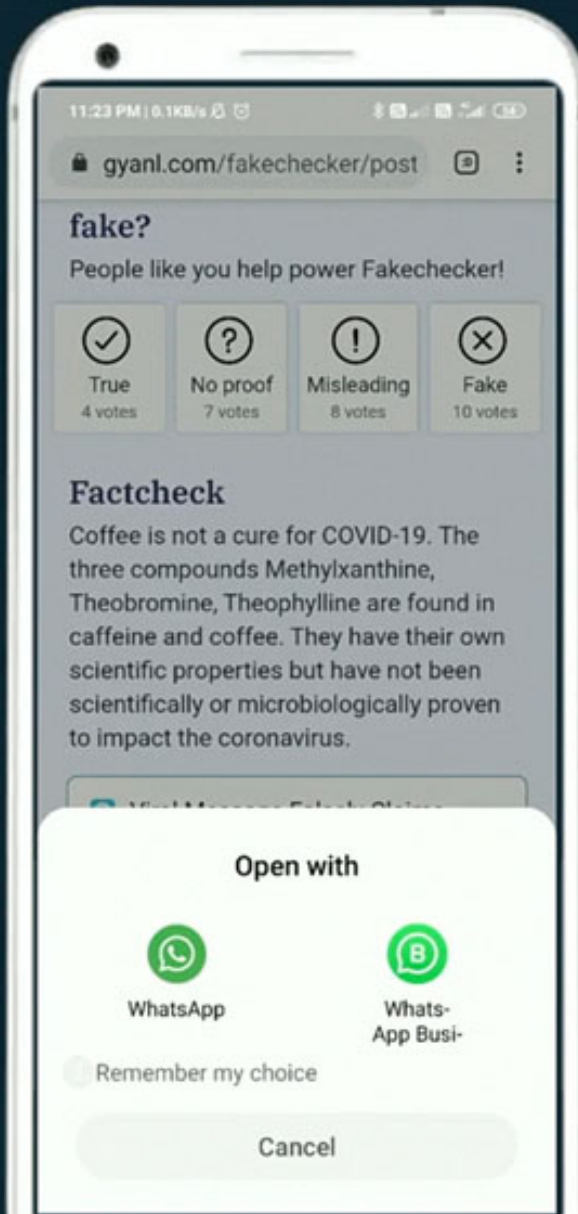 11:23 PM | 0.1KB/s
gyanl.com/fakechecker/post
fake?
People like you help power Fakechecker!
True
4 votes
No proof
7 votes
Misleading
8 votes
Fake
10 votes
Factcheck
Coffee is not a cure for COVID-19. The
three compounds Methylxanthine,
Theobromine, Theophylline are found in
caffeine and coffee. They have their own
scientific properties but have not been
scientifically or microbiologically proven
to impact the coronavirus.
Viral Message Falsely Claims
Open with
WhatsApp
Whats-
App Busi-
Remember my choice
Cancel